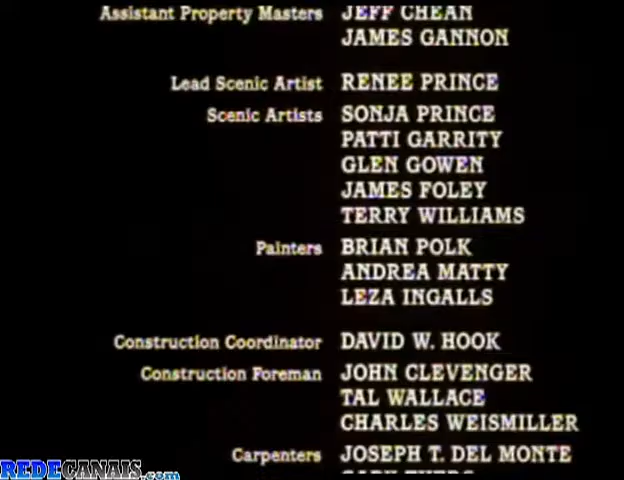 Assistant Property Masters JEFF CHEAN
JAMES GANNON
Lead Scenic Artist RENEE PRINCE
Scenic Artists SONJA PRINCE
PATTI GARRITY
GLEN GOWEN
JAMES FOLEY
TERRY WILLIAMS
Painters BRIAN POLK
ANDREA MATTY
LEZA INGALLS
Construction Coordinator DAVID W. HOOK
Construction Foreman JOHN CLEVENGER
TAL WALLACE
CHARLES WEISMILLER
Carpenters JOSEPH T. DEL MONTE
REDECANAIS.com